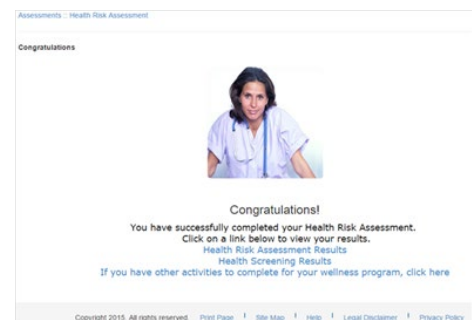 Assessments :: Health Risk Assessment
Congratulations
Congratulations!
You have successfully completed your Health Risk Assessment.
Click on a link below to view your results.
Health Risk Assessment Results
Health Screening Results
If you have other activities to complete for your wellness program, click here
Copyright 2015. All rights reserved. Print Page | Site Map | Help | Legal Disclaimer | Privacy Policy